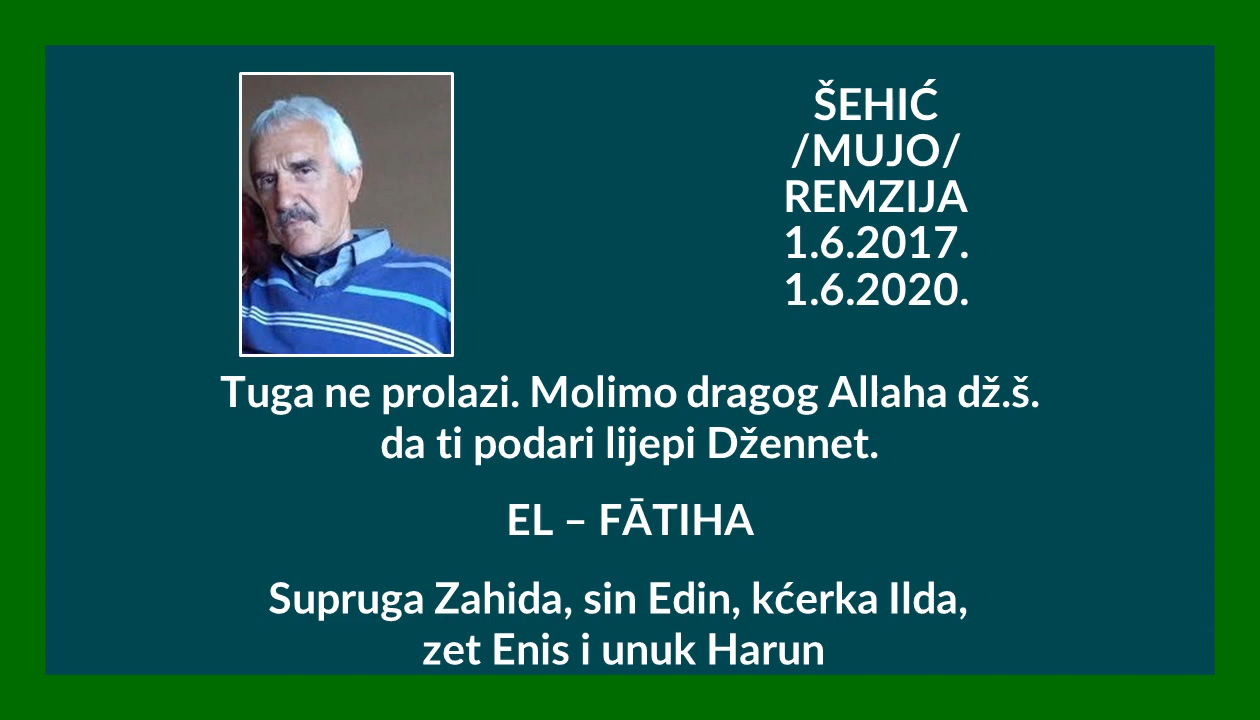 ŠEHIĆ
/MUJO/
REMZIJA
1.6.2017.
1.6.2020.
Tuga ne prolazi. Molimo dragog Allaha dž.š.
da ti podari lijepi Džennet.
EL – FĀTIHA
Supruga Zahida, sin Edin, kćerka Ilda,
zet Enis i unuk Harun